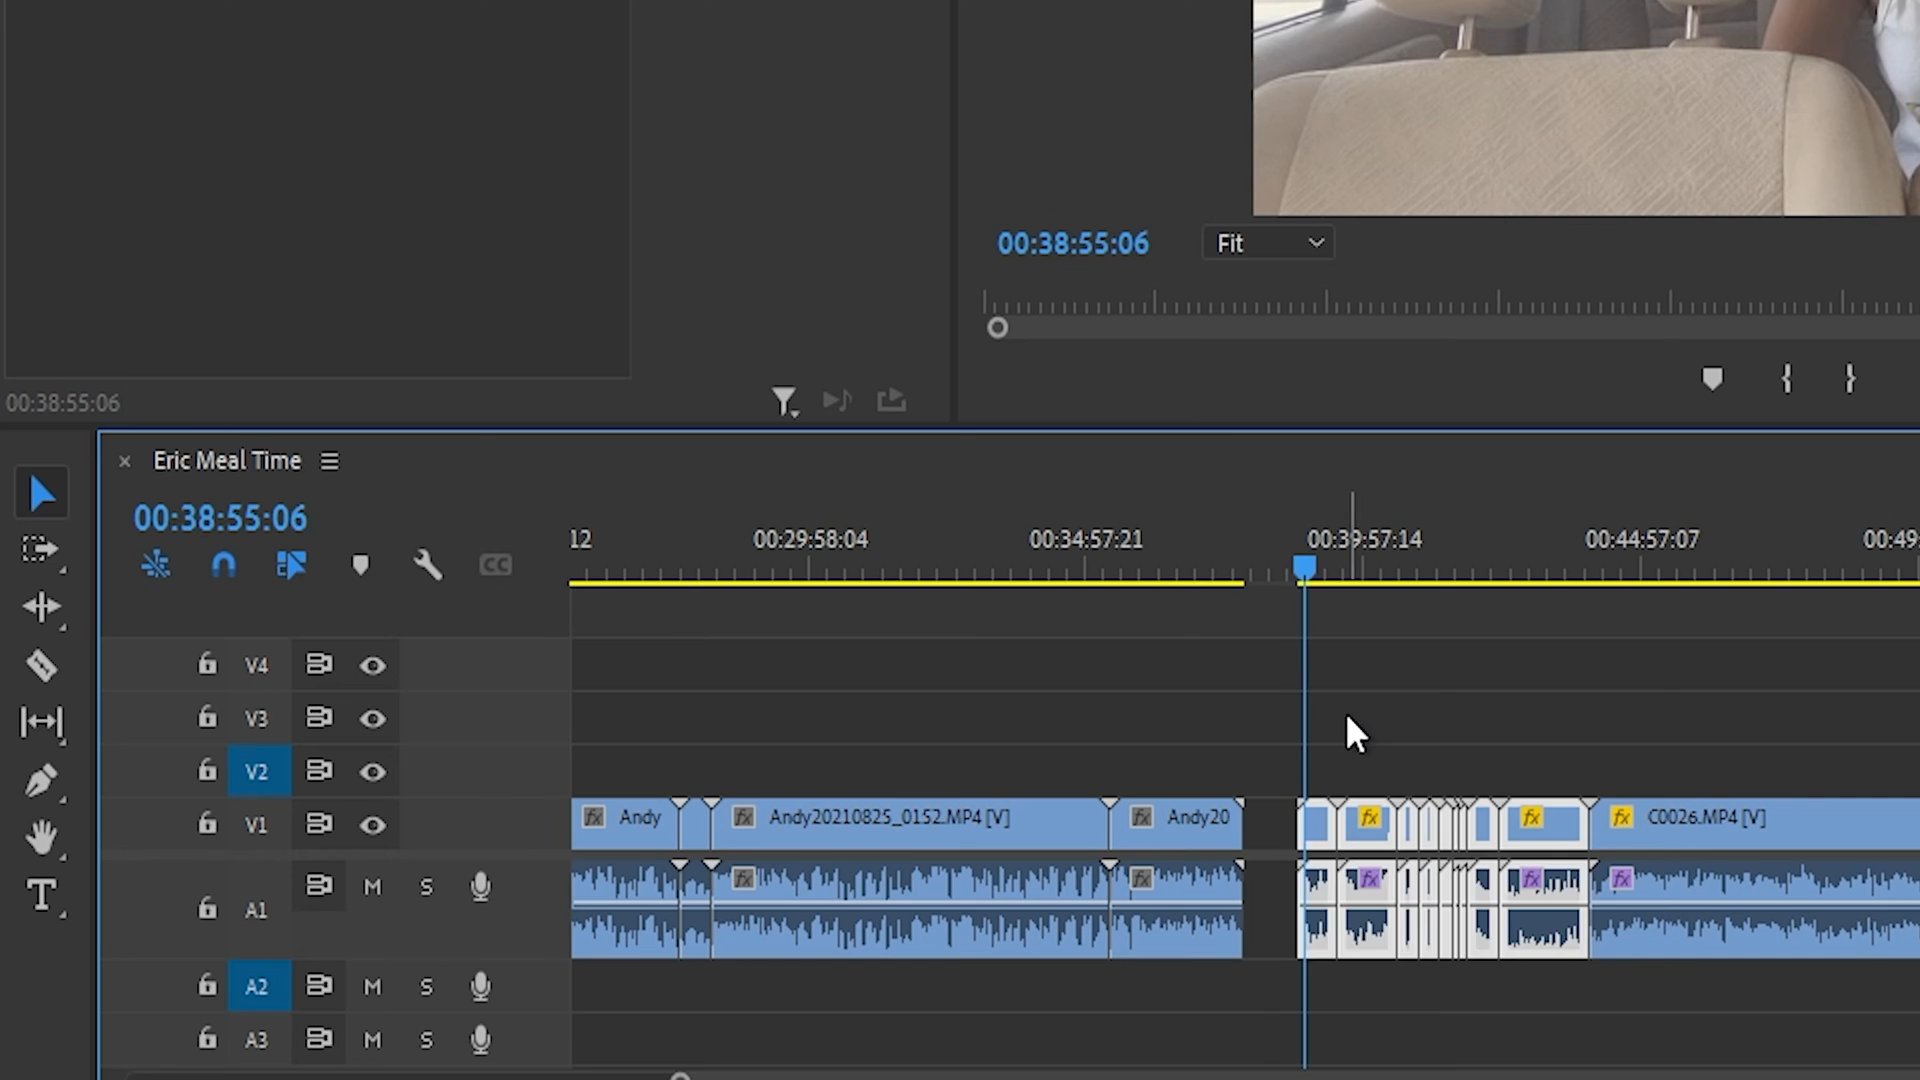 00:38:55:06
Fit
00:38:55:06
Eric Meal Time
00:38:55:06
12 00:29:58:04 00:34:57:21 00:39:57:14 00:44:57:07 00:49
CC
V4
V3
V2
V1
fx Andy fx Andy20210825_0152.MP4 [V] fx Andy20 fx fx fx C0026.MP4 [V]
fx fx fx fx fx
M S
A1
A2 M S
A3 M S
T